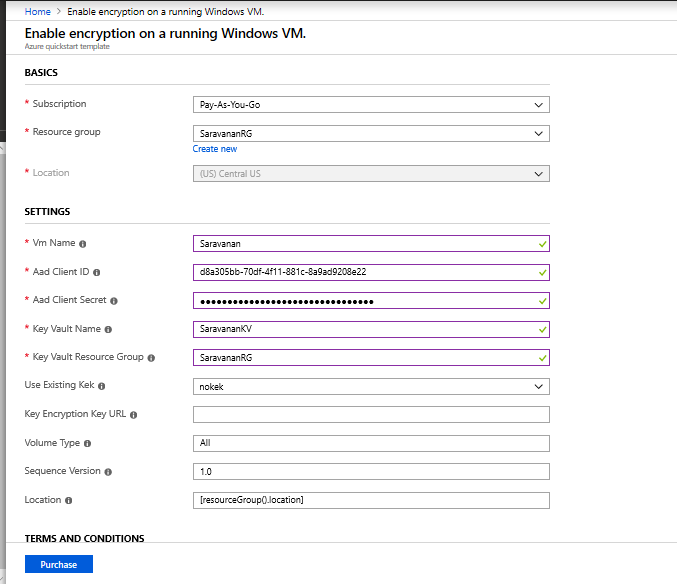 Home > Enable encryption on a running Windows VM.
Enable encryption on a running Windows VM.
Azure quickstart template
BASICS
* Subscription
Pay-As-You-Go
* Resource group
SaravananRG
Create new
* Location
(US) Central US
SETTINGS
* Vm Name
Saravanan
* Aad Client ID
d8a305bb-70df-4f11-881c-8a9ad9208e22
* Aad Client Secret
••••••••••••••••••••••••••••••••
* Key Vault Name
SaravananKV
* Key Vault Resource Group
SaravananRG
Use Existing Kek
nokek
Key Encryption Key URL
Volume Type
All
Sequence Version
1.0
Location
[resourceGroup().location]
TERMS AND CONDITIONS
Purchase